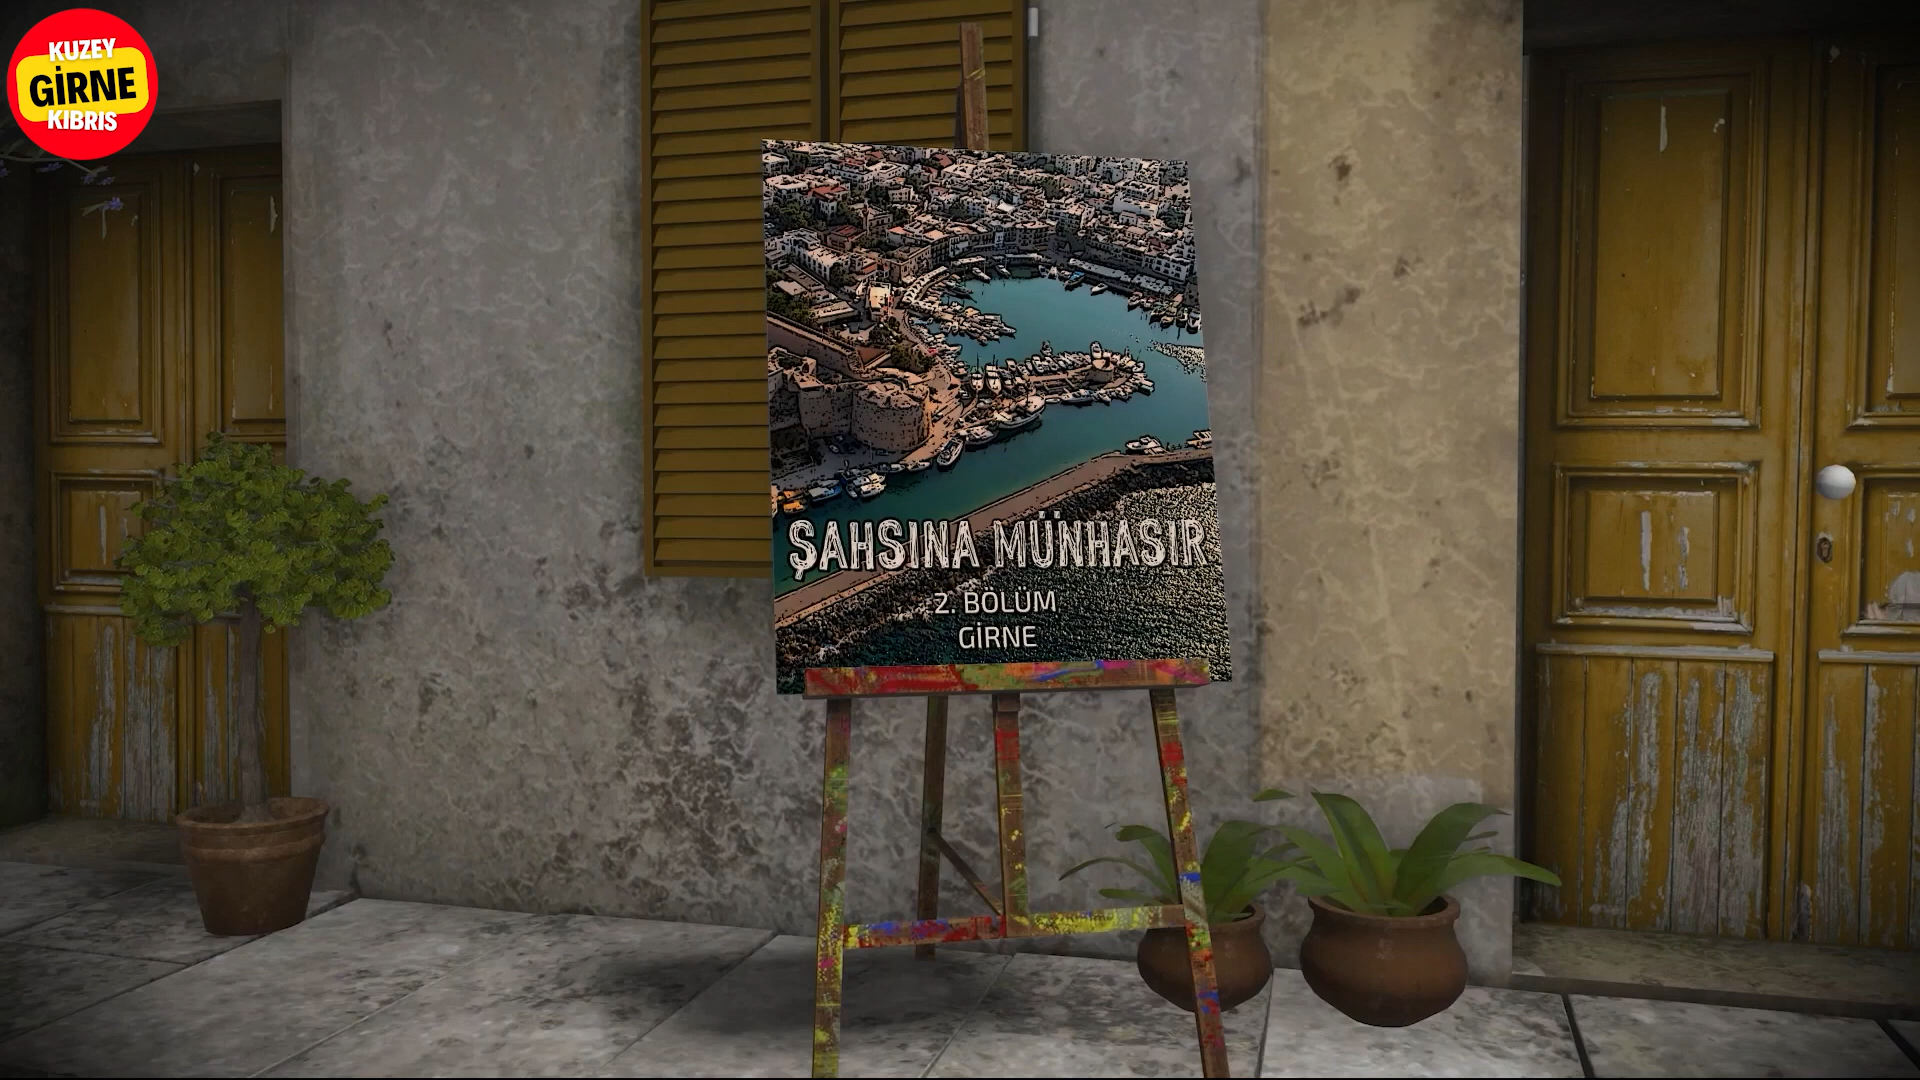 KUZEY
GİRNE
KIBRIS
ŞAHSINA MÜNHASIR
2. BÖLÜM
GİRNE